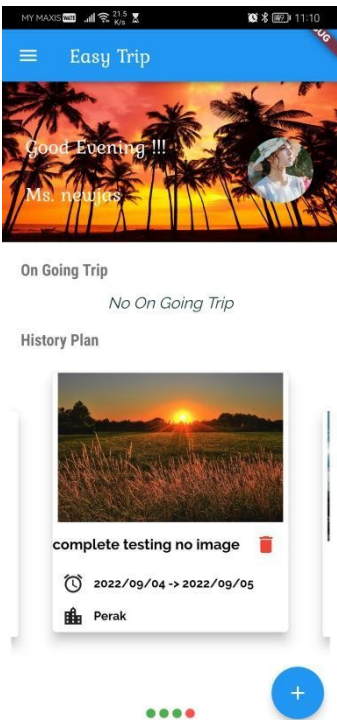 MY MAXIS 21.5 K/s 11:10
Easy Trip
Good Evening !!!
Ms. newjas
On Going Trip
No On Going Trip
History Plan
complete testing no image
2022/09/04 -> 2022/09/05
Perak
+